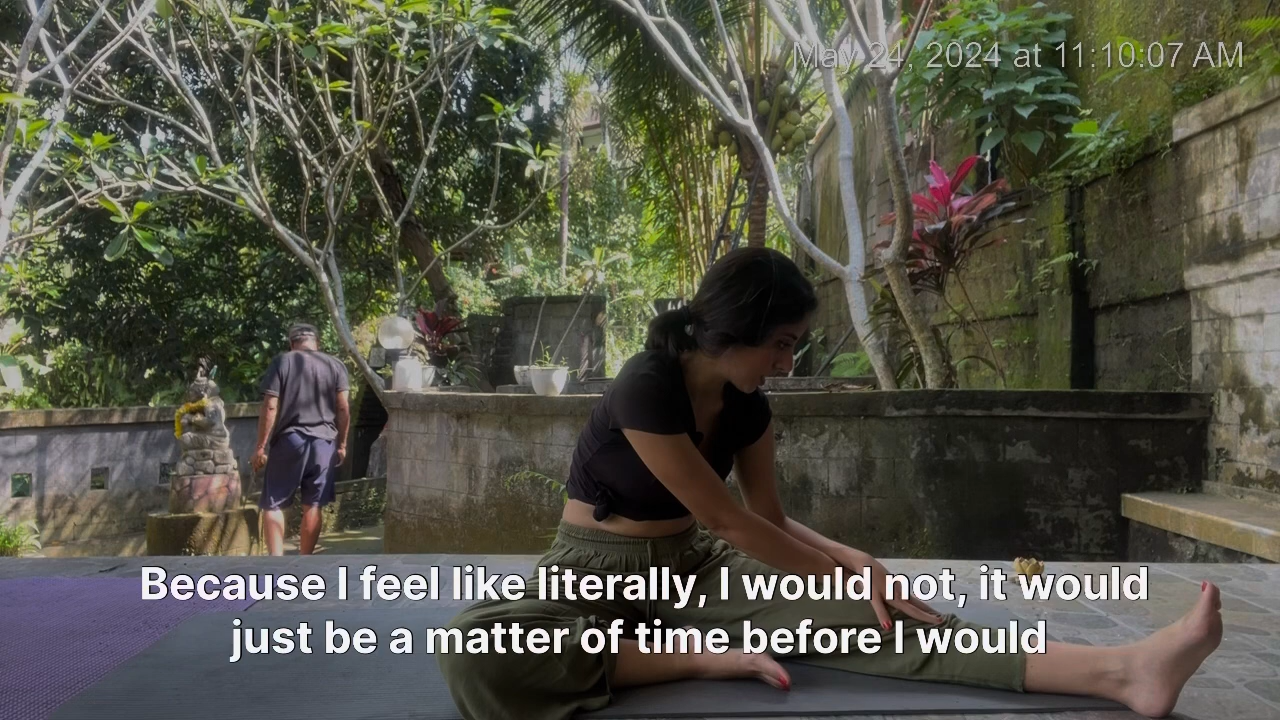 May 24, 2024 at 11:10:07 AM
Because I feel like literally, I would not, it would
just be a matter of time before I would